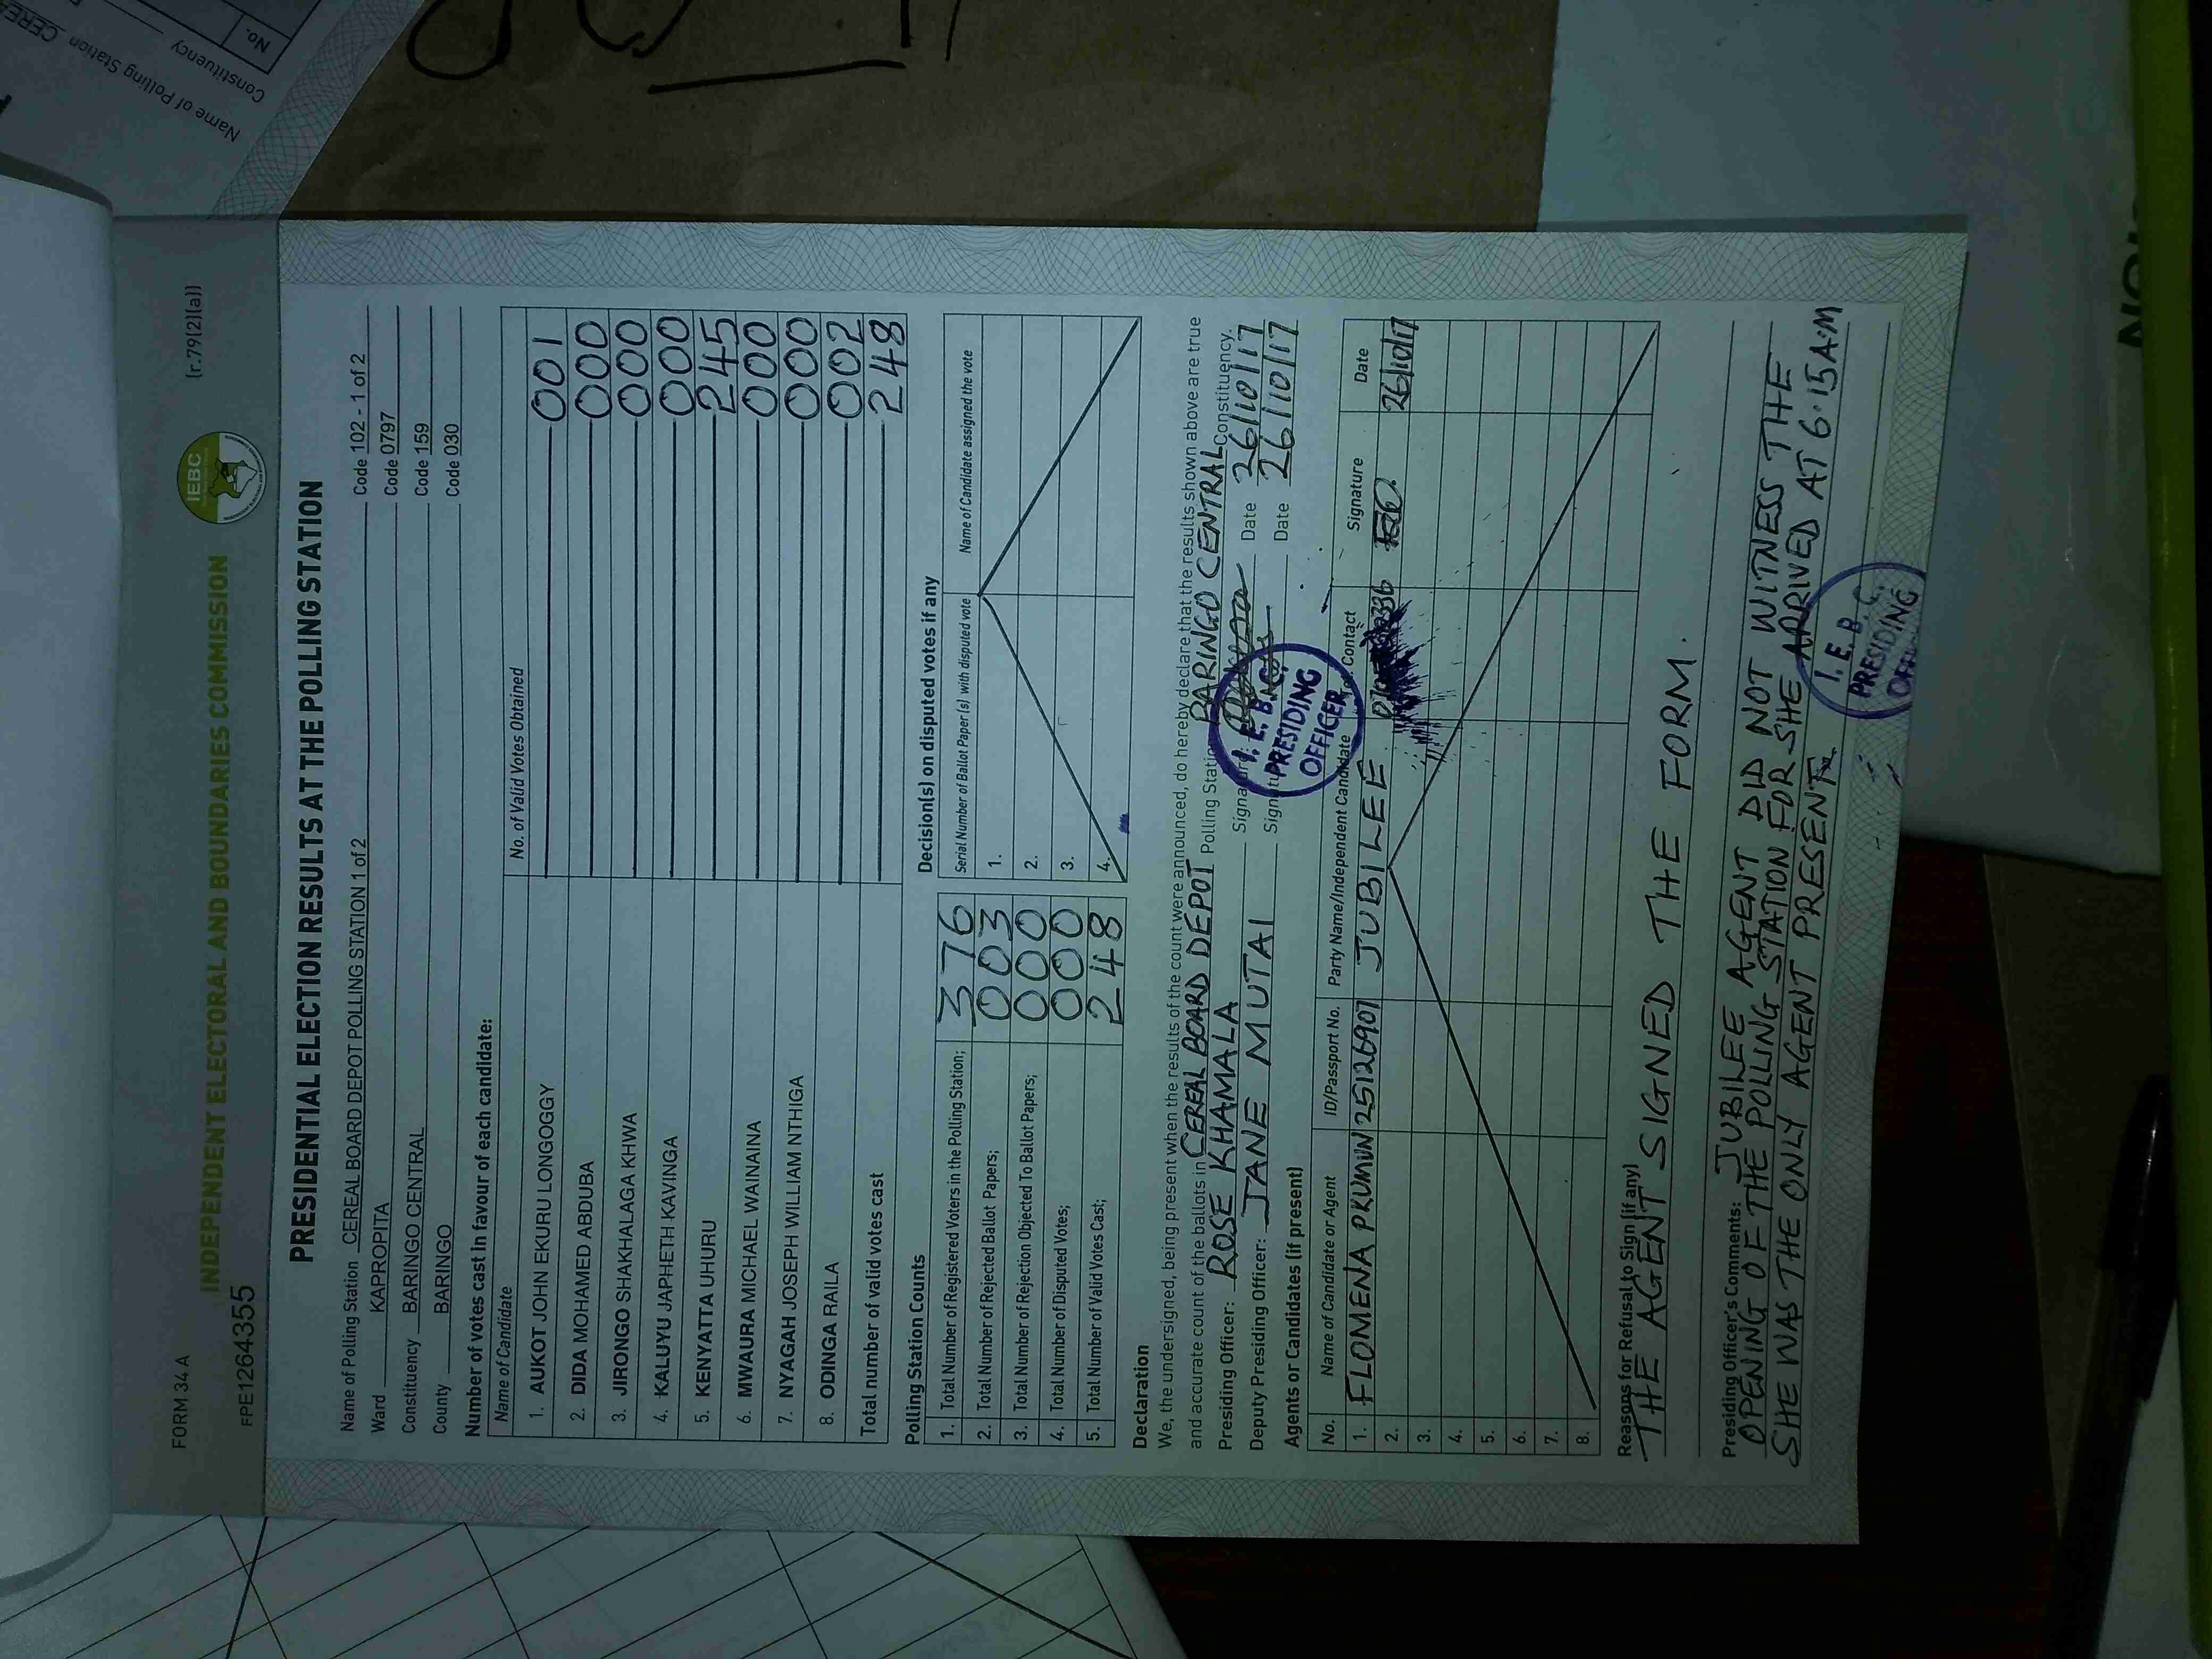 FORM 34 A
(r.79(2)(a))
IEBC
INDEPENDENT ELECTORAL AND BOUNDARIES COMMISSION
FPE1264355
PRESIDENTIAL ELECTION RESULTS AT THE POLLING STATION
Name of Polling Station CEREAL BOARD DEPOT POLLING STATION 1 of 2 Code 102 - 1 of 2
Ward KAPROPITA Code 0797
Constituency BARINGO CENTRAL Code 159
County BARINGO Code 030
Number of votes cast in favour of each candidate:
Name of Candidate No. of Valid Votes Obtained
1. AUKOT JOHN EKURU LONGOGGY 001
2. DIDA MOHAMED ABDUBA 000
3. JIRONGO SHAKHALAGA KHWA 000
4. KALUYU JAPHETH KAVINGA 000
5. KENYATTA UHURU 245
6. MWAURA MICHAEL WAINAINA 000
7. NYAGAH JOSEPH WILLIAM NTHIGA 000
8. ODINGA RAILA 002
Total number of valid votes cast 248
Polling Station Counts
1. Total Number of Registered Voters in the Polling Station; 376
2. Total Number of Rejected Ballot Papers; 003
3. Total Number of Rejection Objected To Ballot Papers; 000
4. Total Number of Disputed Votes; 000
5. Total Number of Valid Votes Cast; 248
Decision(s) on disputed votes if any
Serial Number of Ballot Paper(s) with disputed vote Name of Candidate assigned the vote
1.
2.
3.
4.
Declaration
We, the undersigned, being present when the results of the count were announced, do hereby declare that the results shown above are true
and accurate count of the ballots in CEREAL BOARD DEPOT Polling Station BARINGO CENTRAL Constituency.
Presiding Officer: ROSE KHAMALA Signature Date 26/10/17
Deputy Presiding Officer: JANE MUTAI Signature Date 26/10/17
I. E. B. C.
PRESIDING
OFFICER
Agents or Candidates (if present)
No. Name of Candidate or Agent ID/Passport No. Party Name/Independent Candidate Contact Signature Date
1. FLOMENA 25126907 JUBILEE 26/10/17
2.
3.
4.
5.
6.
7.
8.
Reasons for Refusal to Sign (if any)
THE AGENT SIGNED THE FORM.
Presiding Officer's Comments: JUBILEE AGENT DID NOT WITNESS THE
OPENING OF THE POLLING STATION FOR SHE ARRIVED AT 6.15A.M
SHE WAS THE ONLY AGENT PRESENT
I. E. B. C.
PRESIDING
Name of Polling Station CEREA
Constituency
No.